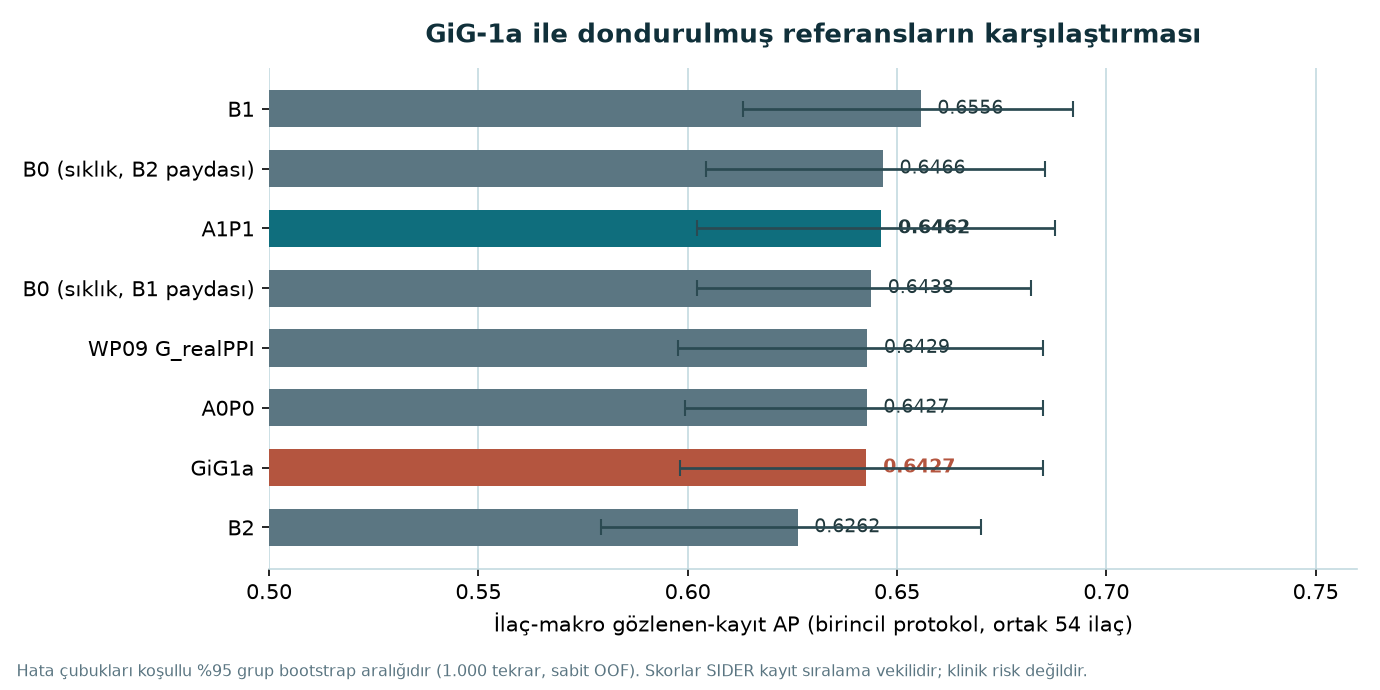 GiG-1a ile dondurulmuş referansların karşılaştırması
B1
0.6556
B0 (sıklık, B2 paydası)
0.6466
A1P1
0.6462
B0 (sıklık, B1 paydası)
0.6438
WP09 G_realPPI
0.6429
A0P0
0.6427
GiG1a
0.6427
B2
0.6262
0.50 0.55 0.60 0.65 0.70 0.75
İlaç-makro gözlenen-kayıt AP (birincil protokol, ortak 54 ilaç)
Hata çubukları koşullu %95 grup bootstrap aralığıdır (1.000 tekrar, sabit OOF). Skorlar SIDER kayıt sıralama vekilidir; klinik risk değildir.